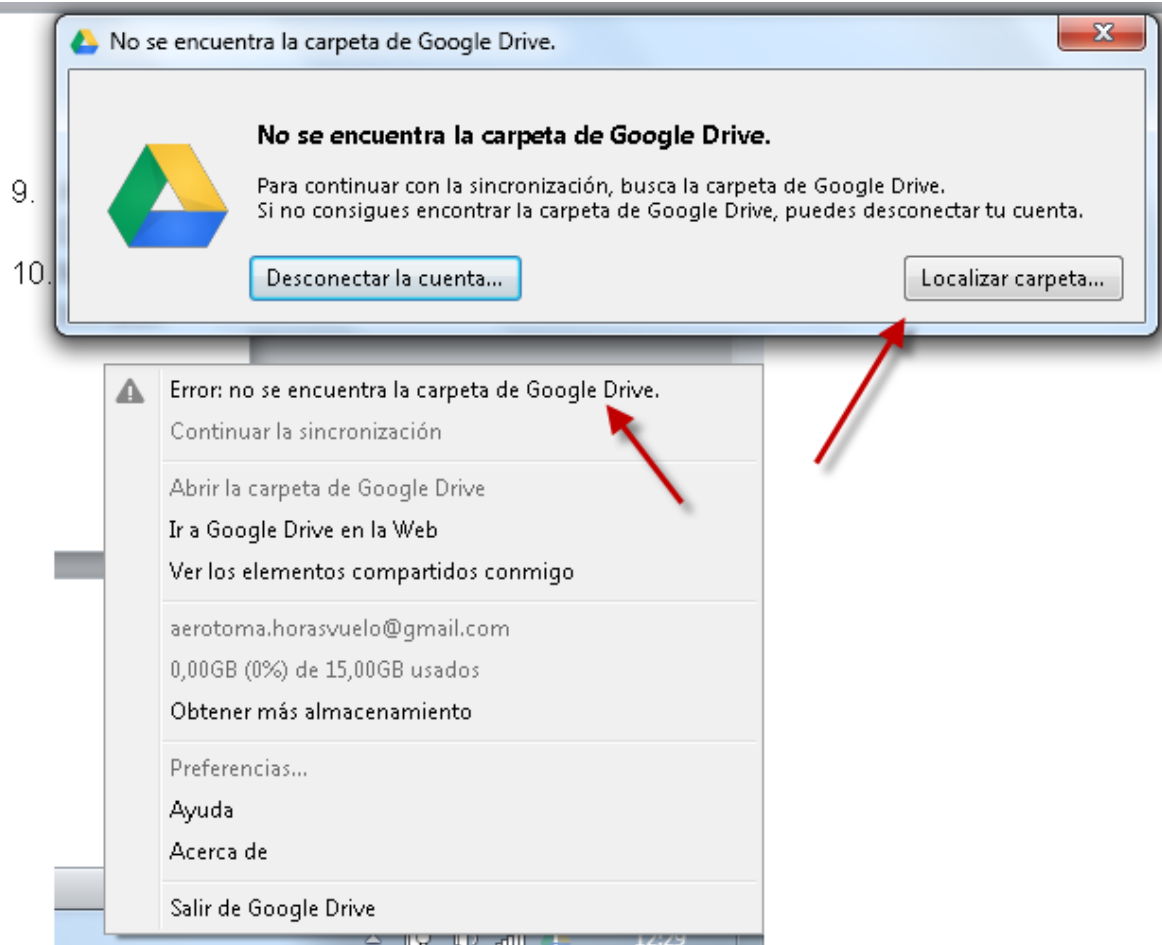 No se encuentra la carpeta de Google Drive.
No se encuentra la carpeta de Google Drive.
9.
Para continuar con la sincronización, busca la carpeta de Google Drive.
Si no consigues encontrar la carpeta de Google Drive, puedes desconectar tu cuenta.
10.
Desconectar la cuenta...
Localizar carpeta...
Error: no se encuentra la carpeta de Google Drive.
Continuar la sincronización
Abrir la carpeta de Google Drive
Ir a Google Drive en la Web
Ver los elementos compartidos conmigo
aerotoma.horasvuelo@gmail.com
0,00GB (0%) de 15,00GB usados
Obtener más almacenamiento
Preferencias...
Ayuda
Acerca de
Salir de Google Drive
12:29